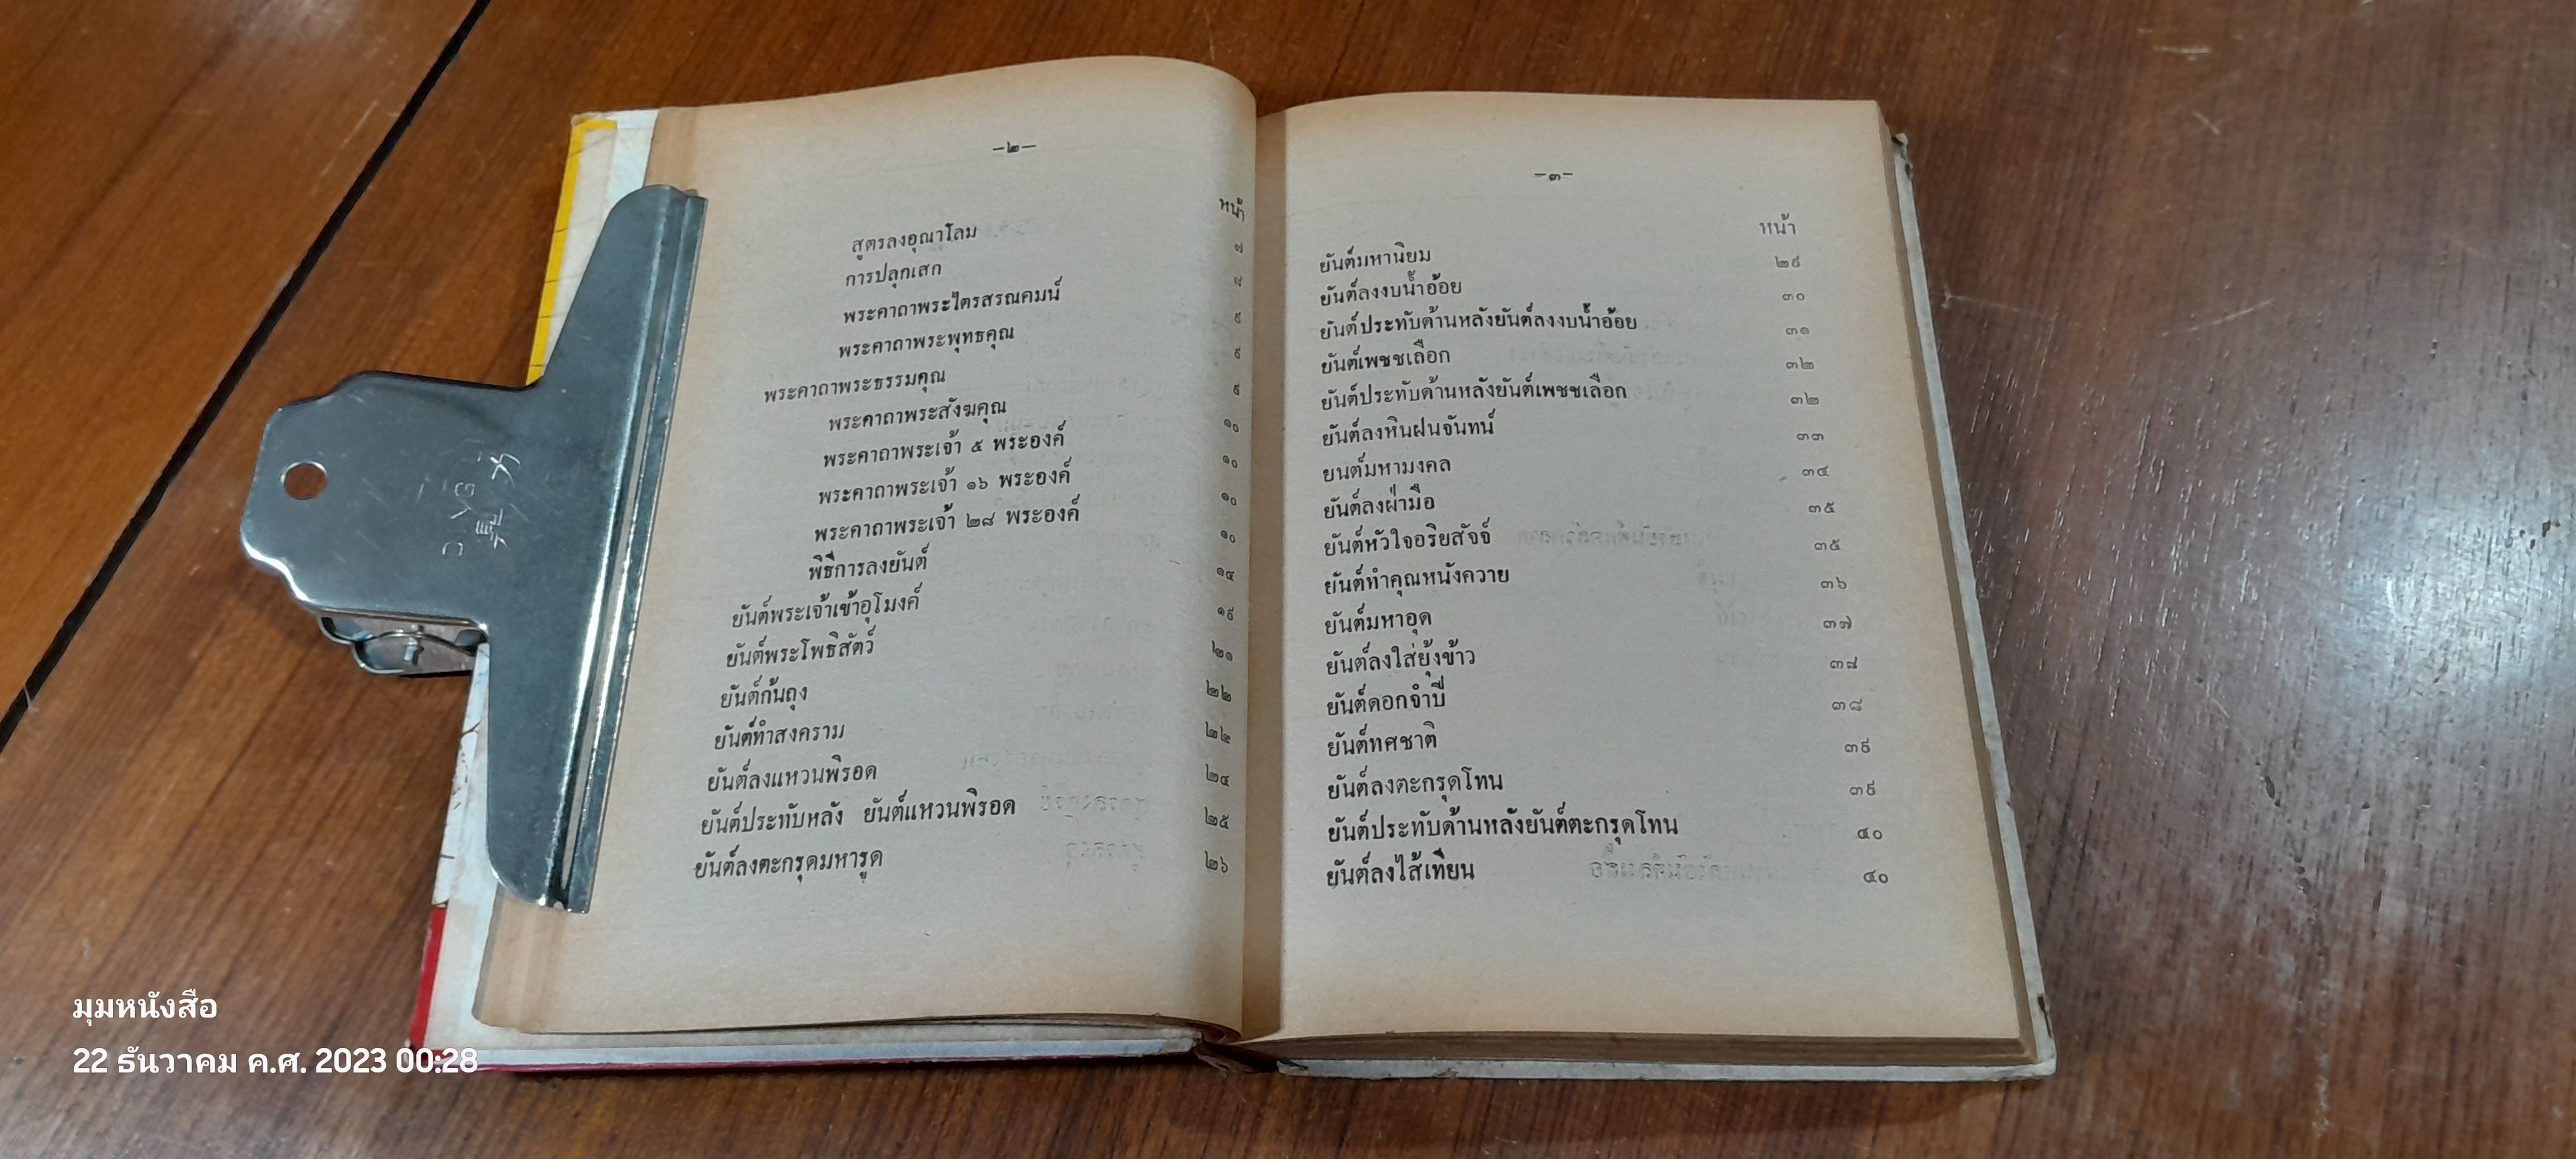 –๒–
หน้า
สูตรลงอุณาโลม ๗
การปลุกเสก ๘
พระคาถาพระไตรสรณคมน์ ๙
พระคาถาพระพุทธคุณ ๙
พระคาถาพระธรรมคุณ ๙
พระคาถาพระสังฆคุณ ๑๐
พระคาถาพระเจ้า ๕ พระองค์ ๑๐
พระคาถาพระเจ้า ๑๖ พระองค์ ๑๐
พระคาถาพระเจ้า ๒๘ พระองค์ ๑๐
พิธีการลงยันต์ ๑๔
ยันต์พระเจ้าเข้าอุโมงค์ ๑๙
ยันต์พระโพธิสัตว์ ๒๑
ยันต์ก้นถุง ๒๒
ยันต์ทำสงคราม ๒๒
ยันต์ลงแหวนพิรอด ๒๔
ยันต์ประทับหลัง ยันต์แหวนพิรอด ๒๕
ยันต์ลงตะกรุดมหารูด ๒๖
–๓–
หน้า
ยันต์มหานิยม ๒๙
ยันต์ลงงบน้ำอ้อย ๓๐
ยันต์ประทับด้านหลังยันต์ลงงบน้ำอ้อย ๓๑
ยันต์เพชชเลือก ๓๒
ยันต์ประทับด้านหลังยันต์เพชชเลือก ๓๒
ยันต์ลงหินฝนจันทน์ ๓๓
ยนต์มหามงคล ๓๔
ยันต์ลงฝ่ามือ ๓๕
ยันต์หัวใจอริยสัจจ์ ๓๕
ยันต์ทำคุณหนังควาย ๓๖
ยันต์มหาอุด ๓๗
ยันต์ลงใส่ยุ้งข้าว ๓๘
ยันต์ดอกจำปี ๓๘
ยันต์ทศชาติ ๓๙
ยันต์ลงตะกรุดโทน ๓๙
ยันต์ประทับด้านหลังยันต์ตะกรุดโทน ๔๐
ยันต์ลงไส้เทียน ๔๐
มุมหนังสือ
22 ธันวาคม ค.ศ. 2023 00:28